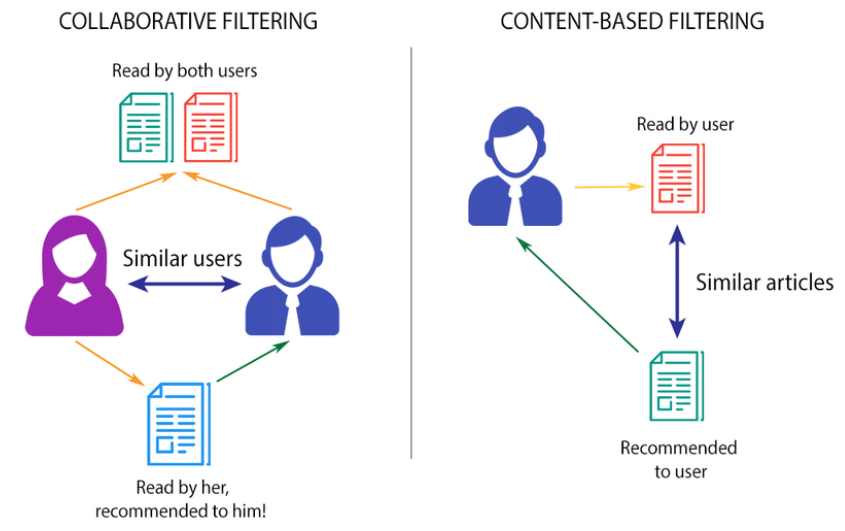 COLLABORATIVE FILTERING
Read by both users
Similar users
Read by her,
recommended to him!
CONTENT-BASED FILTERING
Read by user
Similar articles
Recommended
to user